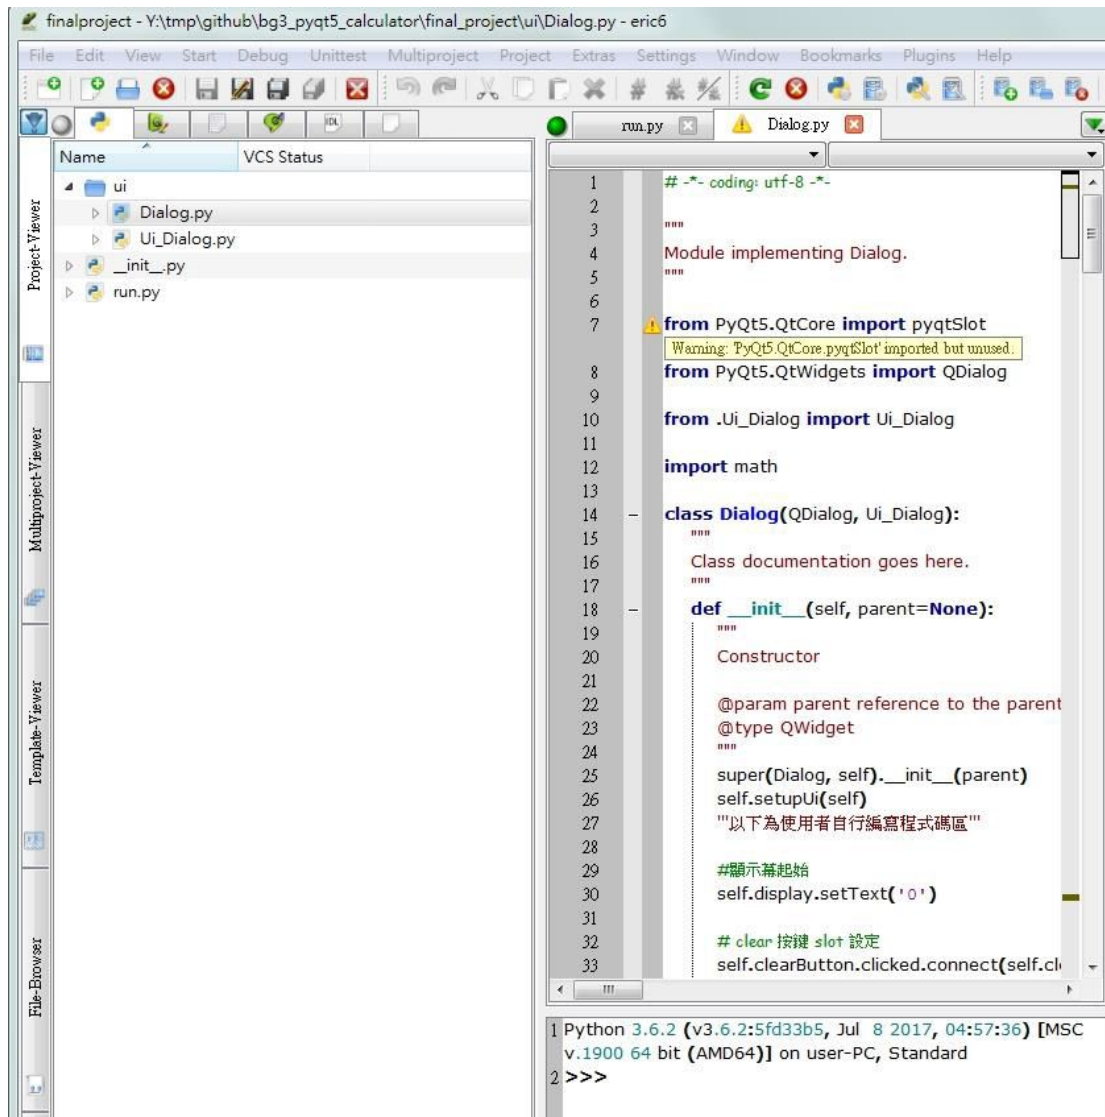 finalproject - Y:\tmp\github\bg3_pyqt5_calculator\final_project\ui\Dialog.py - eric6
File Edit View Start Debug Unittest Multiproject Project Extras Settings Window Bookmarks Plugins Help
IDL
run.py Dialog.py
Name VCS Status
ui
Dialog.py
Ui_Dialog.py
__init__.py
run.py
Project-Viewer
Multiproject-Viewer
Template-Viewer
File-Browser
1 # -*- coding: utf-8 -*-
2
3 """
4 Module implementing Dialog.
5 """
6
7 from PyQt5.QtCore import pyqtSlot
Warning: 'PyQt5.QtCore.pyqtSlot' imported but unused.
8 from PyQt5.QtWidgets import QDialog
9
10 from .Ui_Dialog import Ui_Dialog
11
12 import math
13
14 class Dialog(QDialog, Ui_Dialog):
15 """
16 Class documentation goes here.
17 """
18 def __init__(self, parent=None):
19 """
20 Constructor
21
22 @param parent reference to the parent
23 @type QWidget
24 """
25 super(Dialog, self).__init__(parent)
26 self.setupUi(self)
27 '''以下為使用者自行編寫程式碼區'''
28
29 #顯示幕起始
30 self.display.setText('0')
31
32 # clear 按鍵 slot 設定
33 self.clearButton.clicked.connect(self.cl
1 Python 3.6.2 (v3.6.2:5fd33b5, Jul 8 2017, 04:57:36) [MSC
v.1900 64 bit (AMD64)] on user-PC, Standard
2 >>>